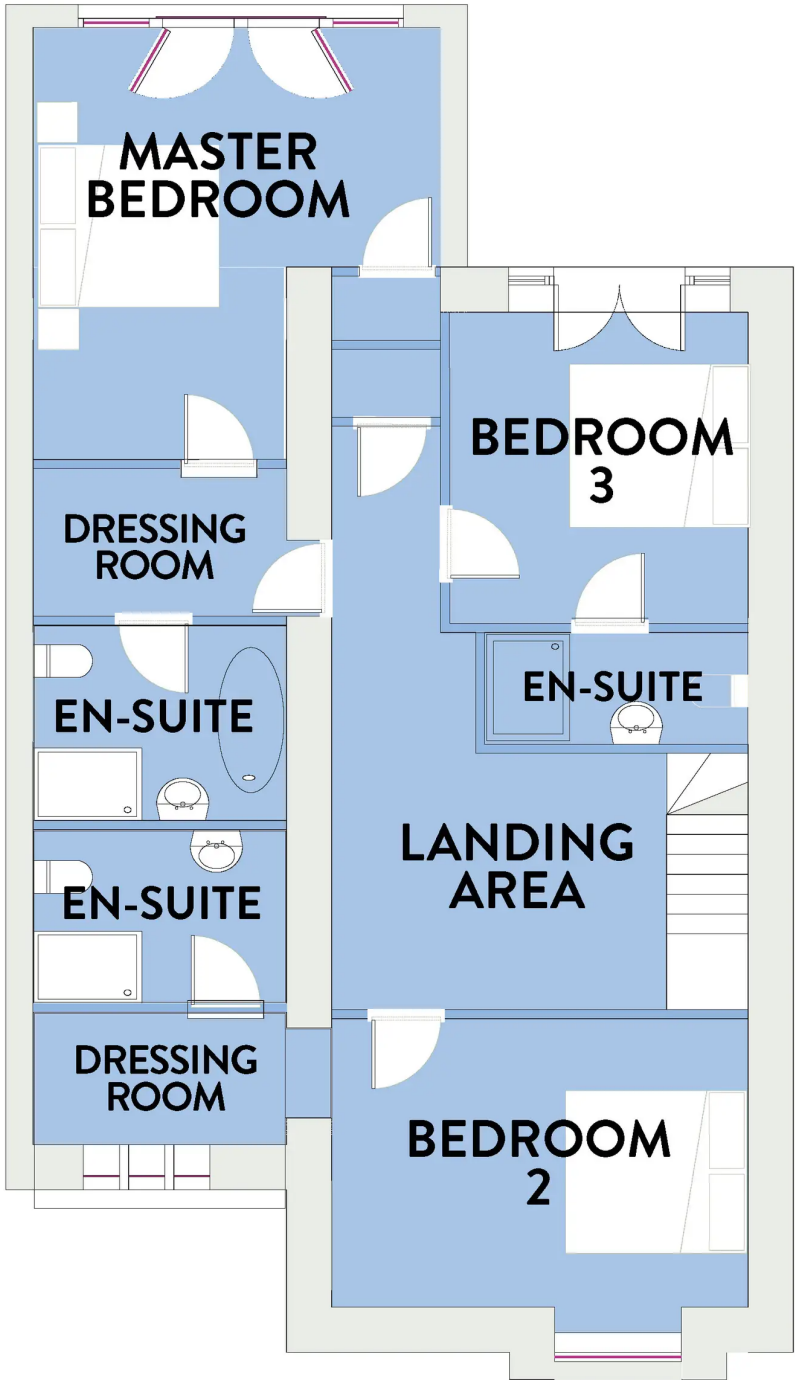 MASTER
BEDROOM
BEDROOM
3
DRESSING
ROOM
EN-SUITE
EN-SUITE
LANDING
AREA
EN-SUITE
DRESSING
ROOM
BEDROOM
2